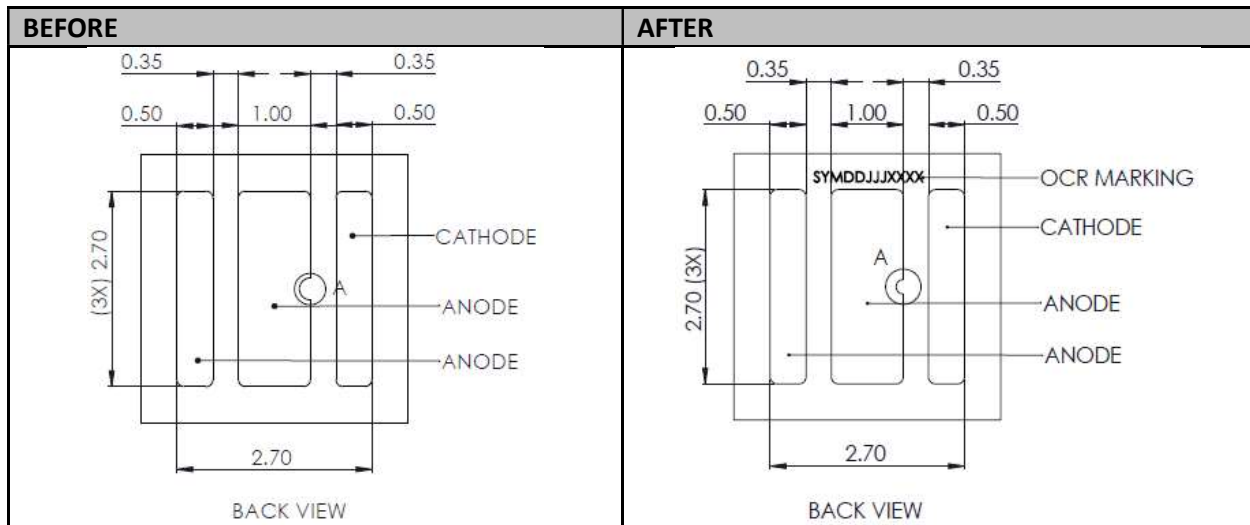 BEFORE
0.35 0.35
0.50 1.00 0.50
CATHODE
(3X) 2.70
A
ANODE
ANODE
2.70
BACK VIEW
AFTER
0.35 0.35
0.50 1.00 0.50
SYMDDJJJXXXX
OCR MARKING
CATHODE
2.70 (3X)
A
ANODE
ANODE
2.70
BACK VIEW